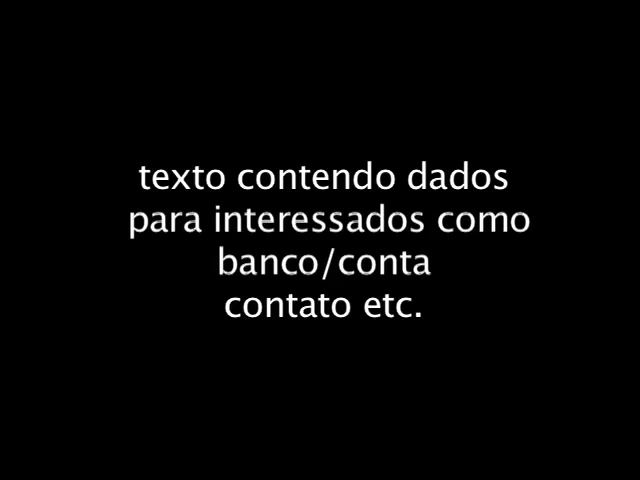 texto contendo dados
para interessados como
banco/conta
contato etc.